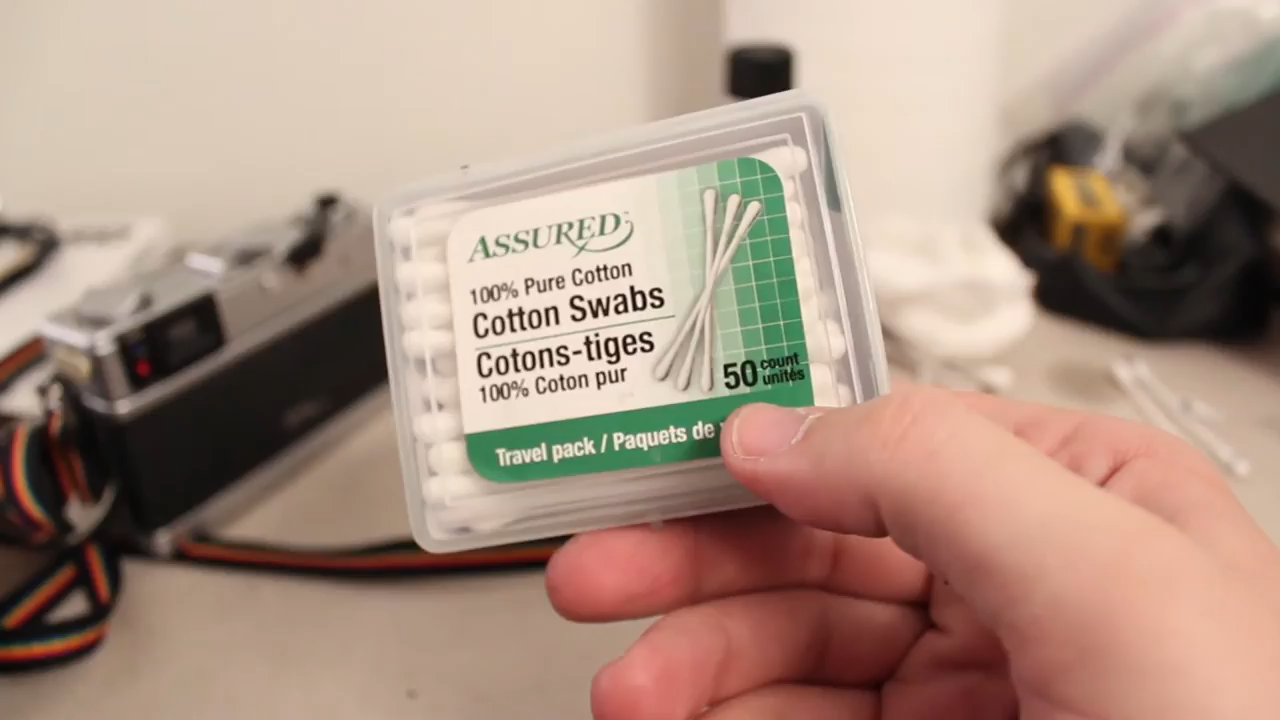 ASSURED
100% Pure Cotton
Cotton Swabs
Cotons-tiges
100% Coton pur
50 count
unités
Travel pack / Paquets de